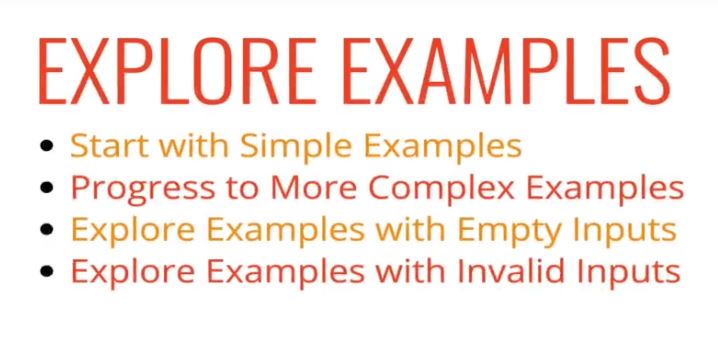 EXPLORE EXAMPLES
• Start with Simple Examples
• Progress to More Complex Examples
• Explore Examples with Empty Inputs
• Explore Examples with Invalid Inputs